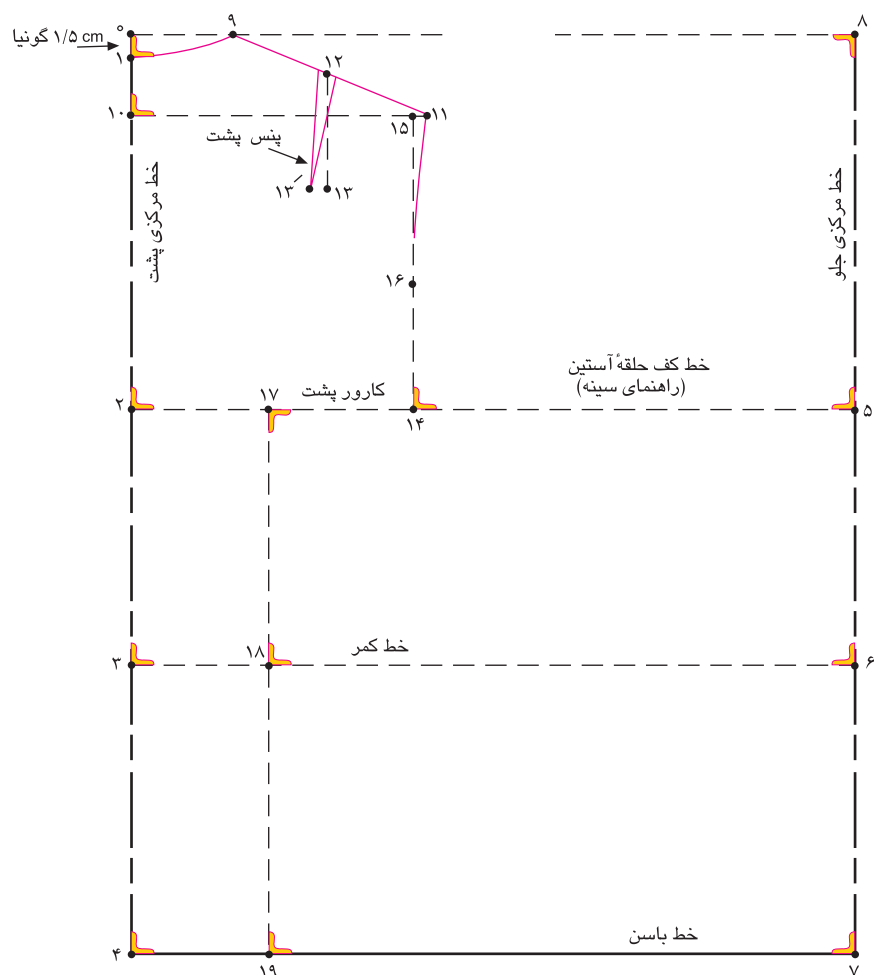 ۸
۹
۰
۱/۵ cm گونیا
۱
۱۲
۱۰
۱۱
۱۵
پنس پشت
۱۳′
۱۳
خط مرکزی پشت
خط مرکزی جلو
۱۶
خط کف حلقهٔ آستین
(راهنمای سینه)
کارور پشت
۱۷
۲
۱۴
۵
خط کمر
۱۸
۳
۶
خط باسن
۴
۱۹
۷